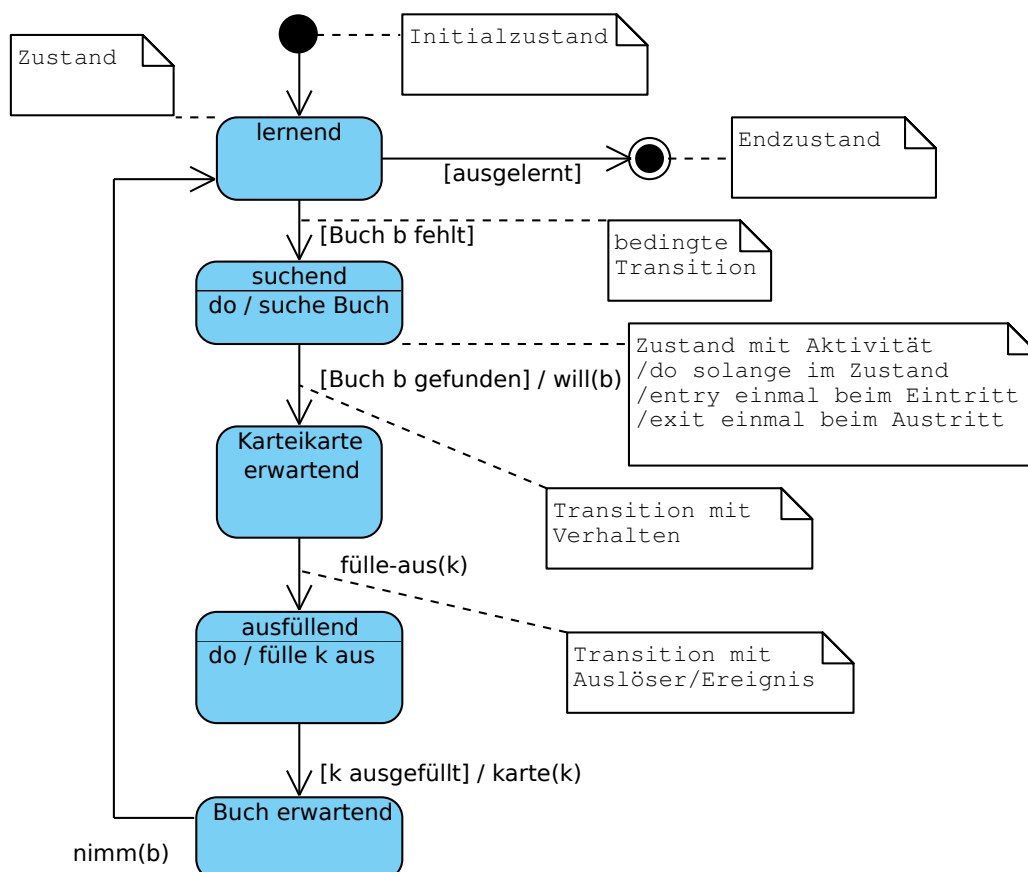 Zustand
Initialzustand
lernend
Endzustand
[ausgelernt]
[Buch b fehlt]
bedingte
Transition
suchend
do / suche Buch
Zustand mit Aktivität
/do solange im Zustand
/entry einmal beim Eintritt
/exit einmal beim Austritt
[Buch b gefunden] / will(b)
Karteikarte
erwartend
Transition mit
Verhalten
fülle-aus(k)
ausfüllend
do / fülle k aus
Transition mit
Auslöser/Ereignis
[k ausgefüllt] / karte(k)
Buch erwartend
nimm(b)